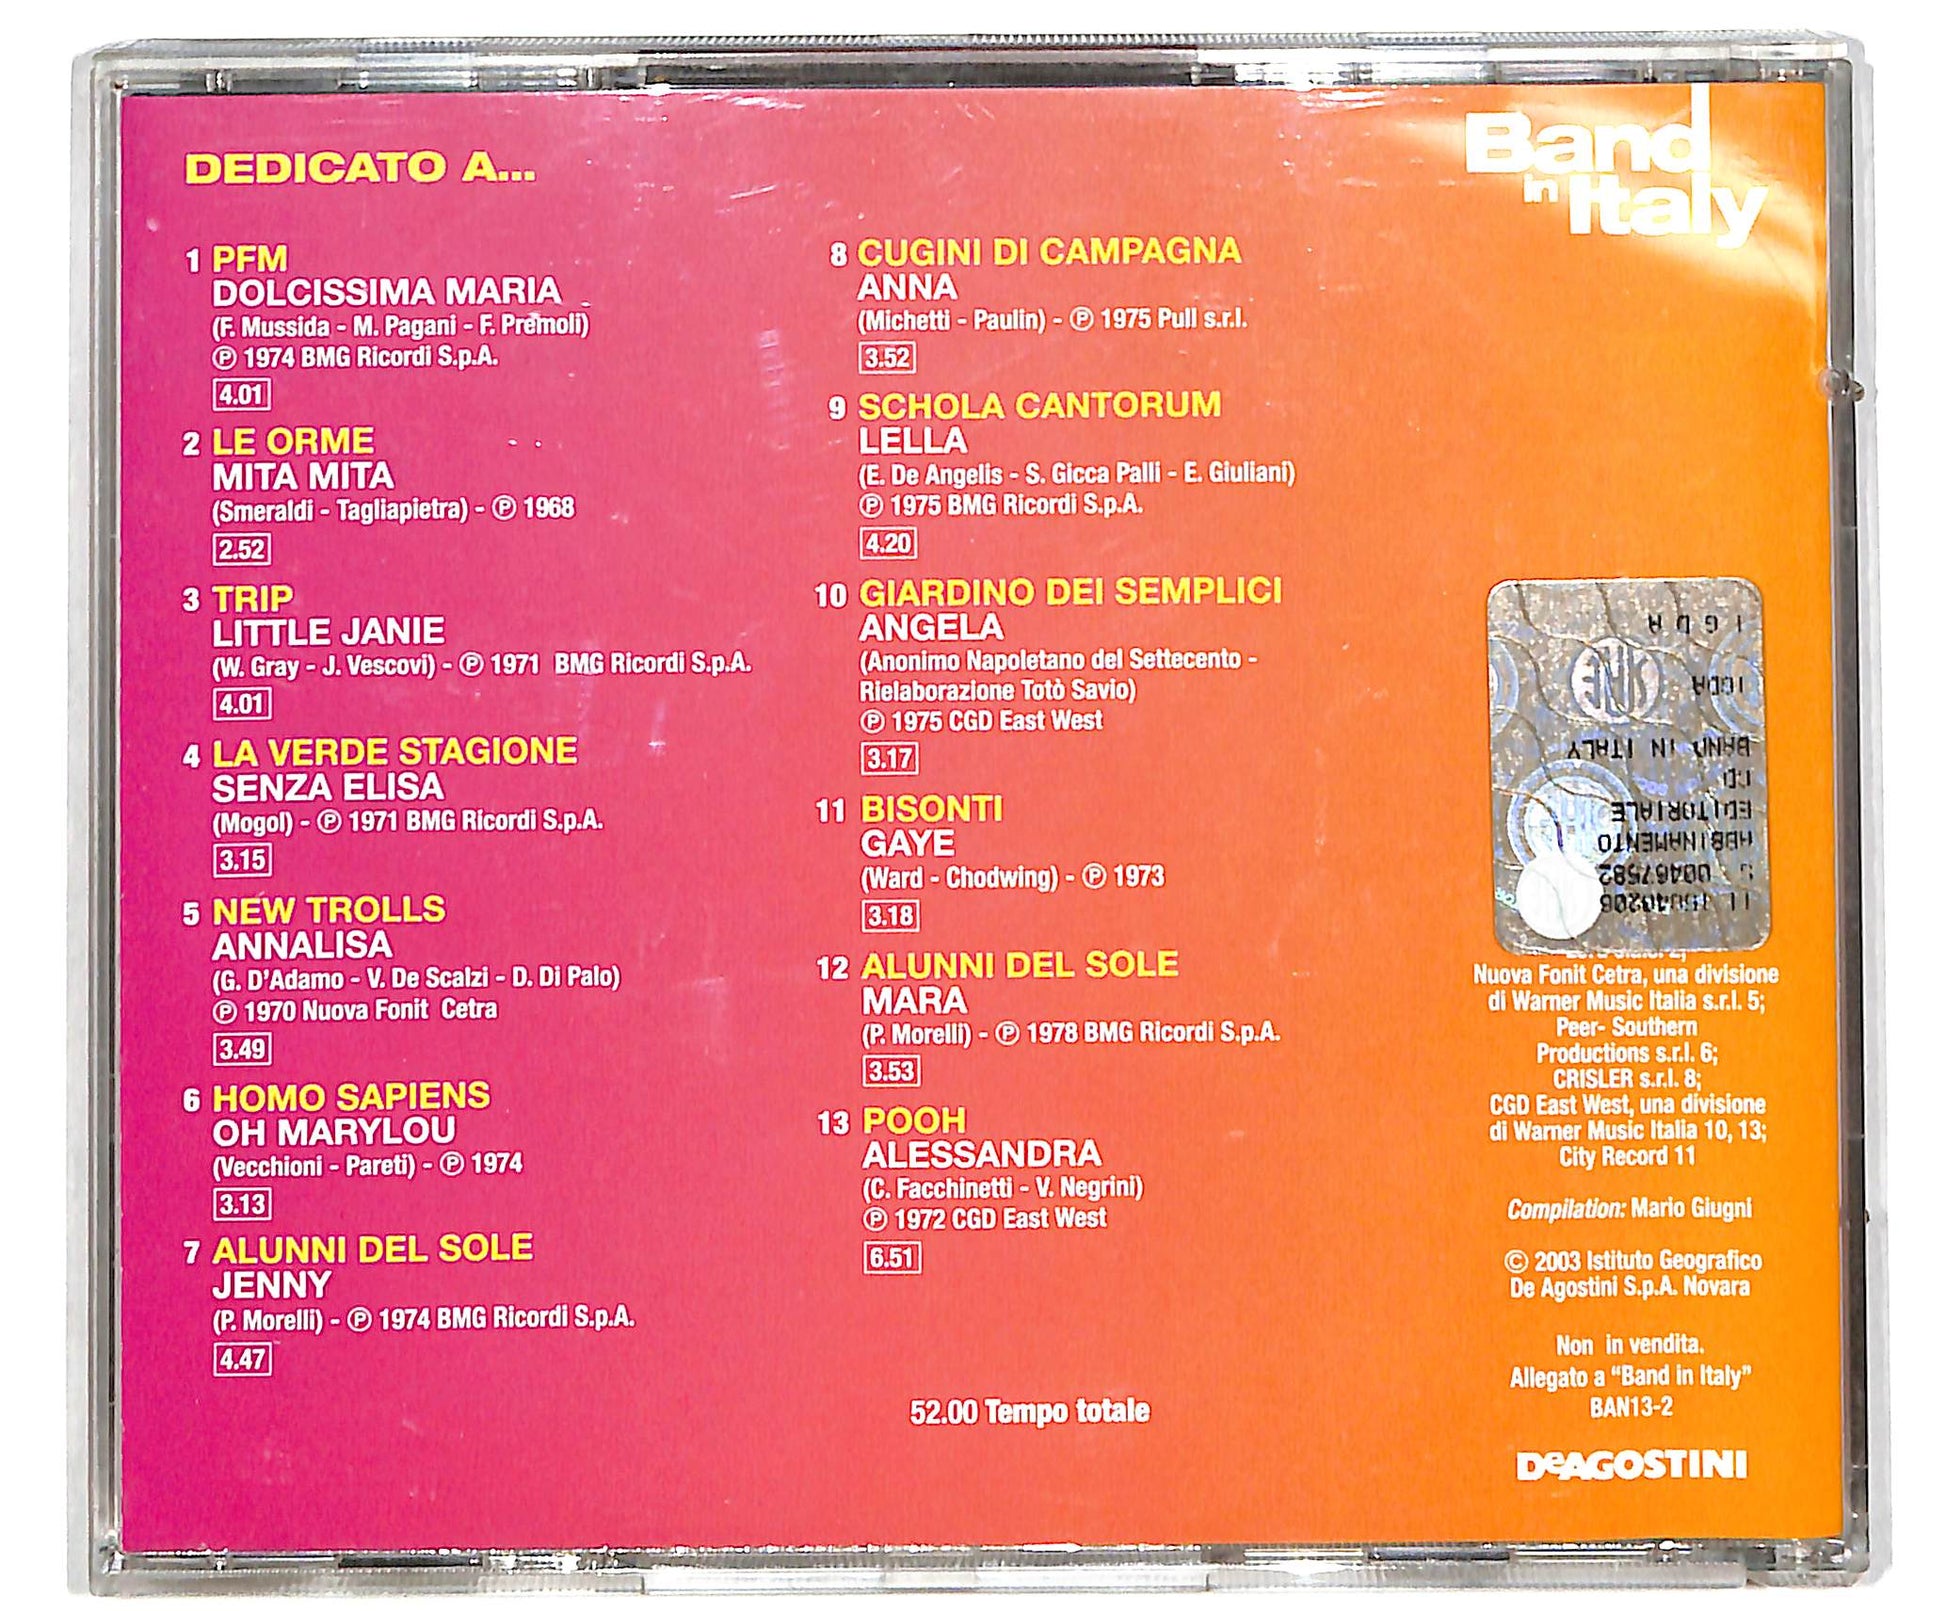 DEDICATO A...
Band
in
Italy
1 PFM
DOLCISSIMA MARIA
(F. Mussida - M. Pagani - F. Premoli)
℗ 1974 BMG Ricordi S.p.A.
4.01
2 LE ORME
MITA MITA
(Smeraldi - Tagliapietra) - ℗ 1968
2.52
3 TRIP
LITTLE JANIE
(W. Gray - J. Vescovi) - ℗ 1971 BMG Ricordi S.p.A.
4.01
4 LA VERDE STAGIONE
SENZA ELISA
(Mogol) - ℗ 1971 BMG Ricordi S.p.A.
3.15
5 NEW TROLLS
ANNALISA
(G. D'Adamo - V. De Scalzi - D. Di Palo)
℗ 1970 Nuova Fonit Cetra
3.49
6 HOMO SAPIENS
OH MARYLOU
(Vecchioni - Pareti) - ℗ 1974
3.13
7 ALUNNI DEL SOLE
JENNY
(P. Morelli) - ℗ 1974 BMG Ricordi S.p.A.
4.47
8 CUGINI DI CAMPAGNA
ANNA
(Michetti - Paulin) - ℗ 1975 Pull s.r.l.
3.52
9 SCHOLA CANTORUM
LELLA
(E. De Angelis - S. Gicca Palli - E. Giuliani)
℗ 1975 BMG Ricordi S.p.A.
4.20
10 GIARDINO DEI SEMPLICI
ANGELA
(Anonimo Napoletano del Settecento -
Rielaborazione Totò Savio)
℗ 1975 CGD East West
3.17
11 BISONTI
GAYE
(Ward - Chodwing) - ℗ 1973
3.18
12 ALUNNI DEL SOLE
MARA
(P. Morelli) - ℗ 1978 BMG Ricordi S.p.A.
3.53
13 POOH
ALESSANDRA
(C. Facchinetti - V. Negrini)
℗ 1972 CGD East West
6.51
52.00 Tempo totale
EDITORIALE
ABBINAMENTO
00467582
CD
BAND IN ITALY
IGDA
I G D A
Nuova Fonit Cetra, una divisione
di Warner Music Italia s.r.l. 5;
Peer- Southern
Productions s.r.l. 6;
CRISLER s.r.l. 8;
CGD East West, una divisione
di Warner Music Italia 10, 13;
City Record 11
Compilation: Mario Giugni
© 2003 Istituto Geografico
De Agostini S.p.A. Novara
Non in vendita.
Allegato a “Band in Italy”
BAN13-2
DeAGOSTINI